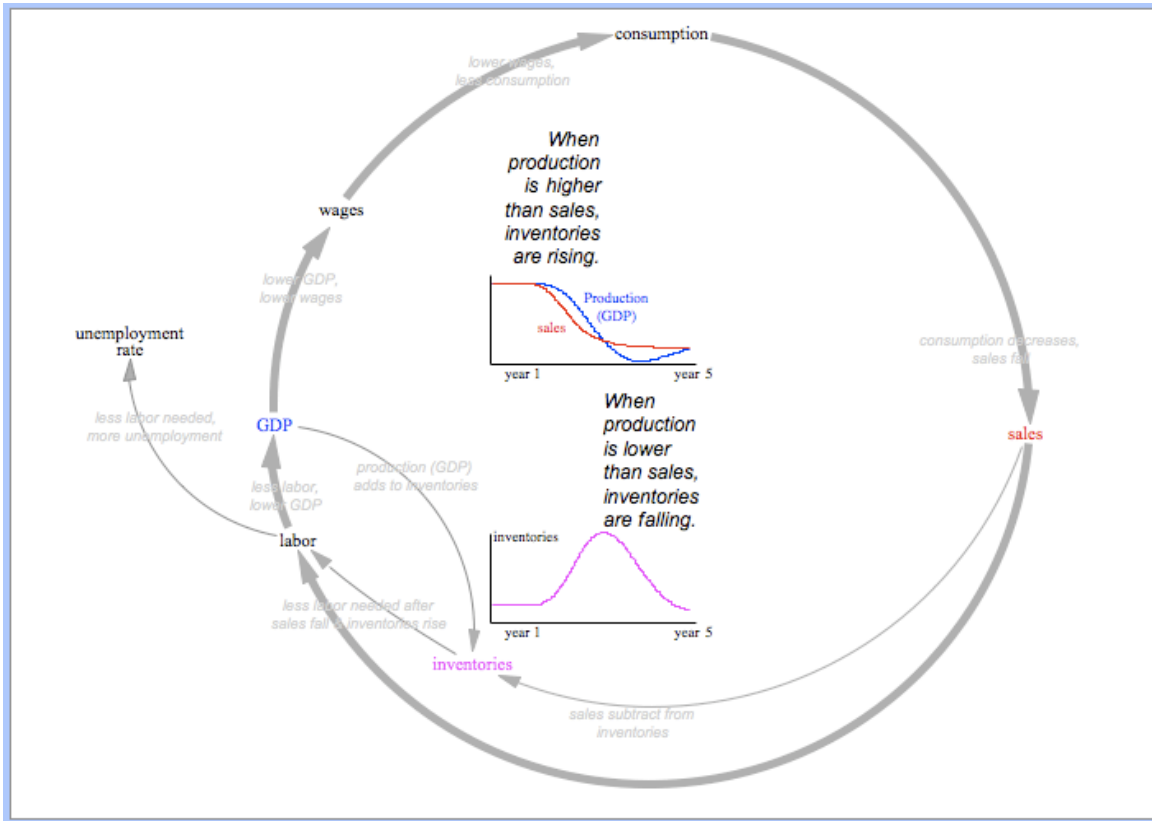 consumption
lower wages,
less consumption
When
production
is higher
than sales,
inventories
are rising.
wages
lower GDP,
lower wages
Production
(GDP)
sales
year 1
year 5
unemployment
rate
consumption decreases,
sales fall
When
production
is lower
than sales,
inventories
are falling.
less labor needed,
more unemployment
GDP
sales
production (GDP)
adds to inventories
less labor,
lower GDP
labor
inventories
year 1
year 5
less labor needed after
sales fall & inventories rise
inventories
sales subtract from
inventories